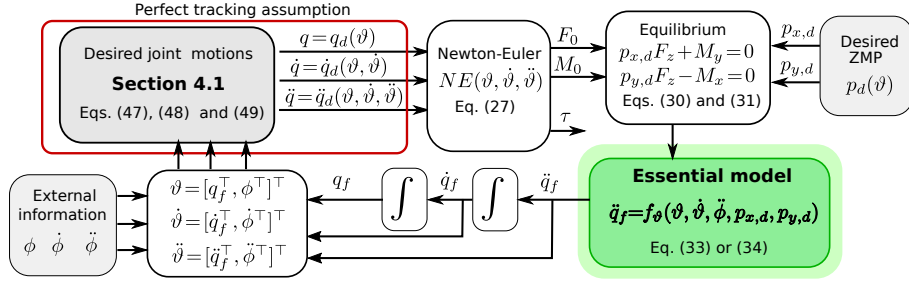 Perfect tracking assumption
Desired joint motions
Section 4.1
Eqs. (47), (48) and (49)
q=q_d(ϑ)
q̇=q̇_d(ϑ, ϑ̇)
q̈=q̈_d(ϑ, ϑ̇, ϑ̈)
Newton-Euler
NE(ϑ, ϑ̇, ϑ̈)
Eq. (27)
F_0
M_0
τ
Equilibrium
p_{x,d}F_z+M_y=0
p_{y,d}F_z−M_x=0
Eqs. (30) and (31)
p_{x,d}
p_{y,d}
Desired
ZMP
p_d(ϑ)
External
information
ϕ ϕ̇ ϕ̈
ϑ=[q_f^⊤, ϕ^⊤]^⊤
ϑ̇=[q̇_f^⊤, ϕ̇^⊤]^⊤
ϑ̈=[q̈_f^⊤, ϕ̈^⊤]^⊤
q_f
∫
q̇_f
∫
q̈_f
Essential model
q̈_f=f_ϑ(ϑ, ϑ̇, ϕ̈, p_{x,d}, p_{y,d})
Eq. (33) or (34)